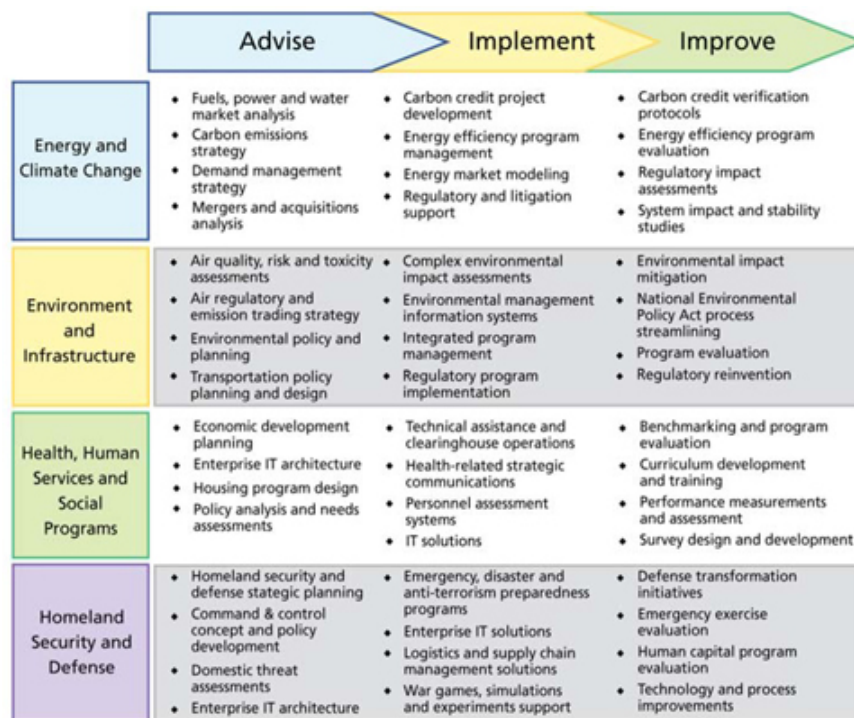 Advise
Implement
Improve
Energy and
Climate Change
Fuels, power and water
market analysis
Carbon emissions
strategy
Demand management
strategy
Mergers and acquisitions
analysis
Carbon credit project
development
Energy efficiency program
management
Energy market modeling
Regulatory and litigation
support
Carbon credit verification
protocols
Energy efficiency program
evaluation
Regulatory impact
assessments
System impact and stability
studies
Environment
and
Infrastructure
Air quality, risk and toxicity
assessments
Air regulatory and
emission trading strategy
Environmental policy and
planning
Transportation policy
planning and design
Complex environmental
impact assessments
Environmental management
information systems
Integrated program
management
Regulatory program
implementation
Environmental impact
mitigation
National Environmental
Policy Act process
streamlining
Program evaluation
Regulatory reinvention
Health, Human
Services and
Social
Programs
Economic development
planning
Enterprise IT architecture
Housing program design
Policy analysis and needs
assessments
Technical assistance and
clearinghouse operations
Health-related strategic
communications
Personnel assessment
systems
IT solutions
Benchmarking and program
evaluation
Curriculum development
and training
Performance measurements
and assessment
Survey design and development
Homeland
Security and
Defense
Homeland security and
defense stategic planning
Command & control
concept and policy
development
Domestic threat
assessments
Enterprise IT architecture
Emergency, disaster and
anti-terrorism preparedness
programs
Enterprise IT solutions
Logistics and supply chain
management solutions
War games, simulations
and experiments support
Defense transformation
initiatives
Emergency exercise
evaluation
Human capital program
evaluation
Technology and process
improvements